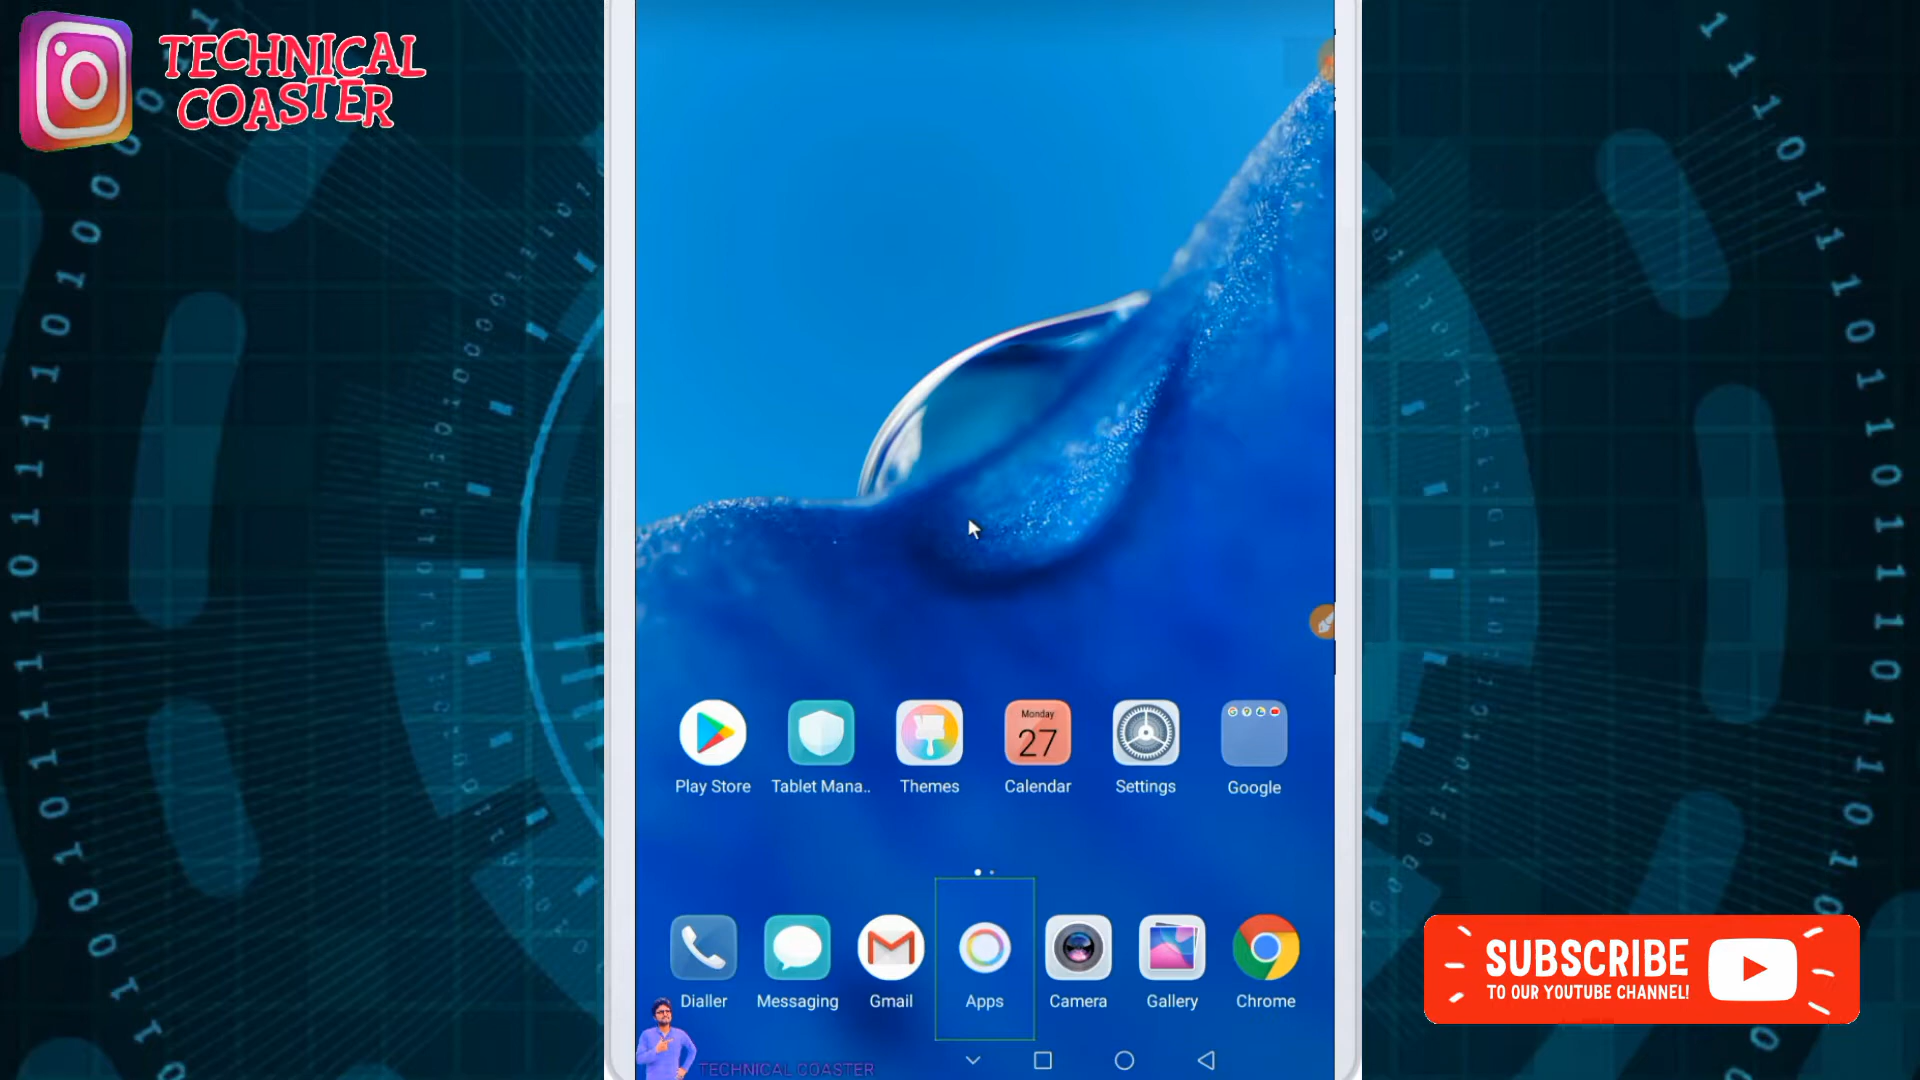 TECHNICAL
COASTER
Monday
27
Play Store
Tablet Mana..
Themes
Calendar
Settings
Google
Dialler
Messaging
Gmail
Apps
Camera
Gallery
Chrome
TECHNICAL COASTER
SUBSCRIBE
TO OUR YOUTUBE CHANNEL!